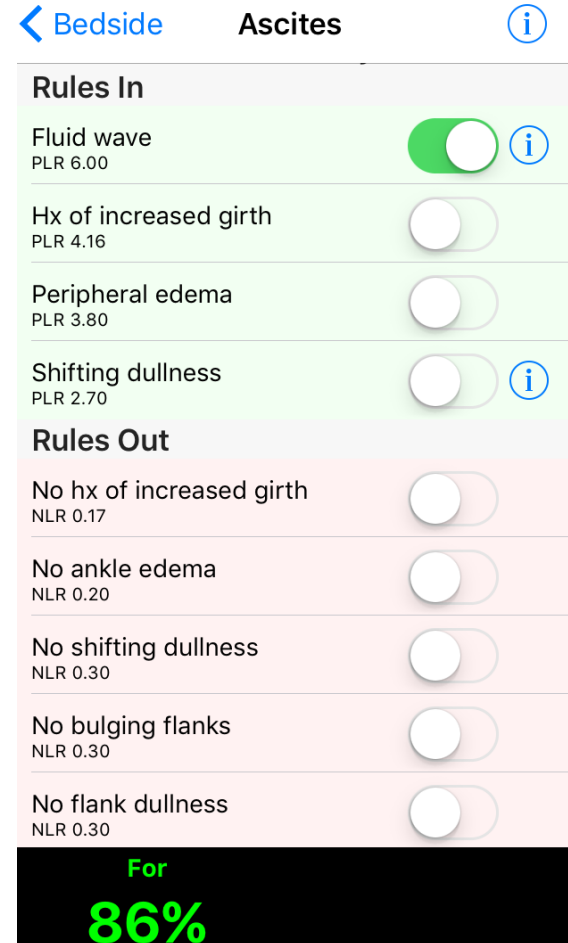 Bedside
Ascites
i
Rules In
Fluid wave
PLR 6.00
i
Hx of increased girth
PLR 4.16
Peripheral edema
PLR 3.80
Shifting dullness
PLR 2.70
i
Rules Out
No hx of increased girth
NLR 0.17
No ankle edema
NLR 0.20
No shifting dullness
NLR 0.30
No bulging flanks
NLR 0.30
No flank dullness
NLR 0.30
For
86%